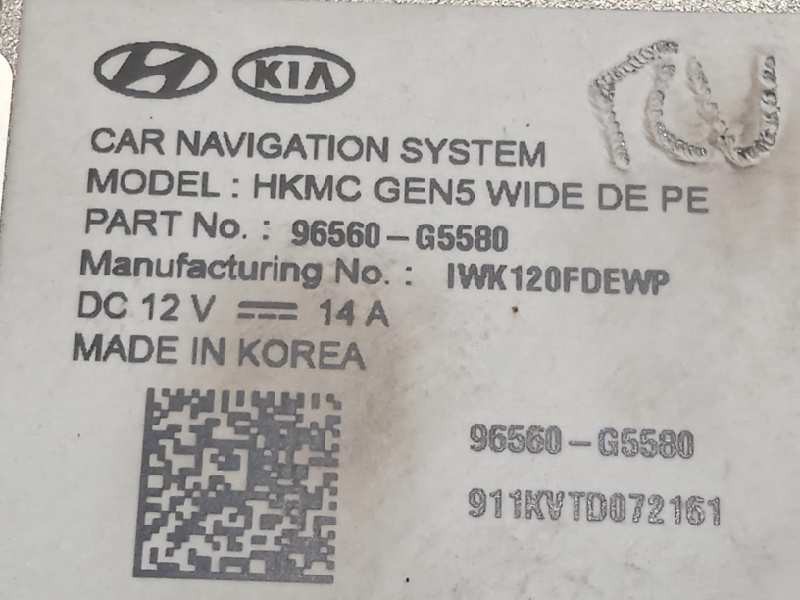 KIA
CAR NAVIGATION SYSTEM
MODEL : HKMC GEN5 WIDE DE PE
PART No. : 96560-G5580
Manufacturing No. : IWK120FDEWP
DC 12 V 14 A
MADE IN KOREA
96560-G5580
911KVTD072161